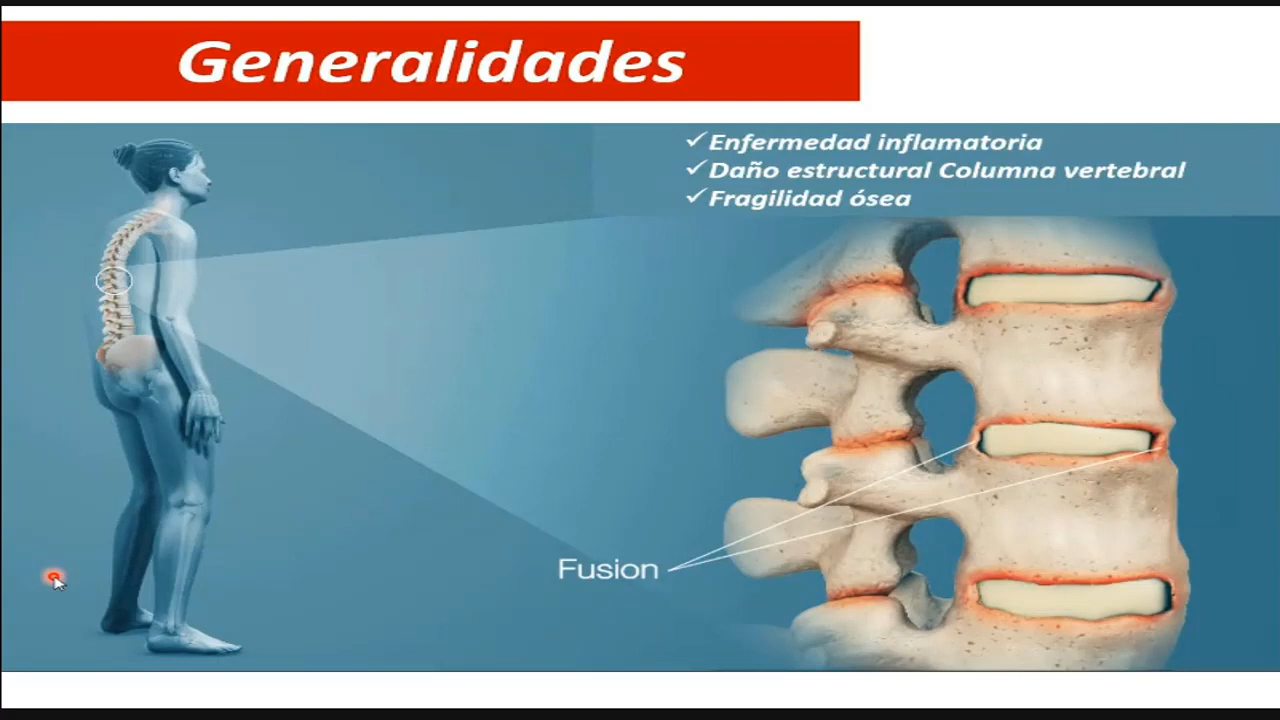 Generalidades
✓Enfermedad inflamatoria
✓Daño estructural Columna vertebral
✓Fragilidad ósea
Fusion